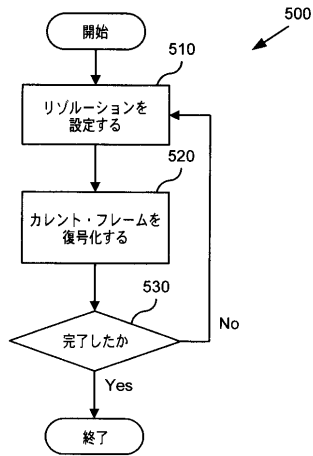 開始
500
510
リゾルーションを
設定する
520
カレント・フレームを
復号化する
530
完了したか
No
Yes
終了